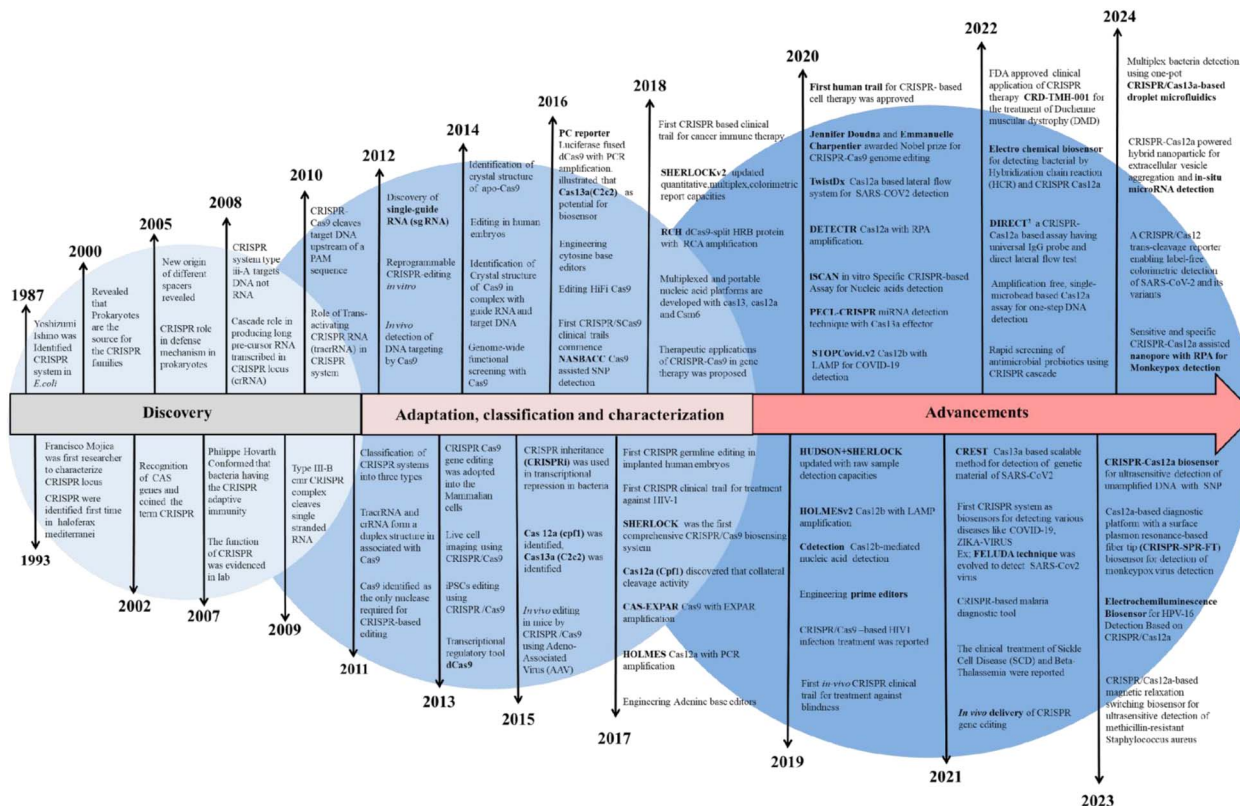 1987
Yoshizumi
Ishino was
Identified
CRISPR
system in
E.coli
2000
Revealed
that
Prokaryotes
are the
source for
the CRISPR
families
2005
New origin
of different
spacers
revealed
CRISPR role
in defense
mechanism in
prokaryotes
2008
CRISPR
system type
iii-A targets
DNA not
RNA
Cascade role in
producing long
pre-cursor RNA
transcribed in
CRISPR locus
(crRNA)
2010
CRISPR-
Cas9 cleaves
target DNA
upstream of a
PAM
sequence
Role of Trans-
activating
CRISPR RNA
(tracrRNA) in
CRISPR
system
2012
Discovery of
single-guide
RNA (sg RNA)
Reprogrammable
CRISPR-editing
in vitro
Invivo
detection of
DNA targeting
by Cas9
2014
Identification of
crystal structure
of apo-Cas9
Editing in human
embryos
Identification of
Crystal structure
of Cas9 in
complex with
guide RNA and
target DNA
Genome-wide
functional
screening with
Cas9
2016
PC reporter
Luciferase fused
dCas9 with PCR
amplification.
illustrated that
Cas13a(C2c2) as
potential for
biosensor
Engineering
cytosine base
editors
Editing HiFi Cas9
First CRISPR/SCas9
clinical trails
commence
NASBACC Cas9
assisted SNP
detection
2018
First CRISPR based clinical
trail for cancer immune therapy
SHERLOCKv2 updated
quantitative,multiplex,colorimetric
report capacities
RCH dCas9-split HRB protein
with RCA amplification
Multiplexed and portable
nucleic acid platforms are
developed with cas13, cas12a
and Csm6
Therapeutic applications
of CRISPR-Cas9 in gene
therapy was proposed
2020
First human trail for CRISPR- based
cell therapy was approved
Jennifer Doudna and Emmanuelle
Charpentier awarded Nobel prize for
CRISPR-Cas9 genome editing
TwistDx Cas12a based lateral flow
system for SARS-COV2 detection
DETECTR Cas12a with RPA
amplification.
ISCAN in vitro Specific CRISPR-based
Assay for Nucleic acids detection
PECL-CRISPR miRNA detection
technique with Cas13a effector
STOPCovid.v2 Cas12b with
LAMP for COVID-19
detection
2022
FDA approved clinical
application of CRISPR
therapy CRD-TMH-001 for
the treatment of Duchenne
muscular dystrophy (DMD)
Electro chemical biosensor
for detecting bacterial by
Hybridization chain reaction
(HCR) and CRISPR Cas12a
DIRECT² a CRISPR-
Cas12a based assay having
universal IgG probe and
direct lateral flow test
Amplification free, single-
microbead based Cas12a
assay for one-step DNA
detection
Rapid screening of
antimicrobial probiotics using
CRISPR cascade
2024
Multiplex bacteria detection
using one-pot
CRISPR/Cas13a-based
droplet microfluidics
CRISPR-Cas12a powered
hybrid nanoparticle for
extracellular vesicle
aggregation and in-situ
microRNA detection
A CRISPR/Cas12
trans-cleavage reporter
enabling label-free
colorimetric detection
of SARS-CoV-2 and its
variants
Sensitive and specific
CRISPR-Cas12a assisted
nanopore with RPA for
Monkeypox detection
Discovery
Adaptation, classification and characterization
Advancements
Francisco Mojica
was first researcher
to characterize
CRISPR locus
CRISPR were
identified first time
in haloferax
mediterranei
1993
Recognition
of CAS
genes and
coined the
term CRISPR
2002
Philippe Hovarth
Conformed that
bacteria having
the CRISPR
adaptive
immunity
The function
of CRISPR
was evidenced
in lab
2007
Type III-B
cmr CRISPR
complex
cleaves
single
stranded
RNA
2009
Classification of
CRISPR systems
into three types
TracrRNA and
crRNA form a
duplex structure in
associated with
Cas9
Cas9 identified as
the only nuclease
required for
CRISPR-based
editing
2011
CRISPR Cas9
gene editing
was adopted
into the
Mammalian
cells
Live cell
imaging using
CRISPR/Cas9
iPSCs editing
using
CRISPR /Cas9
Transcriptional
regulatory tool
dCas9
2013
CRISPR inheritance
(CRISPRi) was used
in transcriptional
repression in bacteria
Cas 12a (cpf1)
was identified,
Cas13a (C2c2) was
identified
Invivo editing
in mice by
CRISPR /Cas9
using Adeno-
Associated
Virus (AAV)
2015
First CRISPR germline editing in
implanted human embryos
First CRISPR clinical trail for treatment
against HIV-1
SHERLOCK was the first
comprehensive CRISPR/Cas9 biosensing
system
Cas12a (Cpf1) discovered that collateral
cleavage activity
CAS-EXPAR Cas9 with EXPAR
amplification
HOLMES Cas12a with PCR
amplification
Engineering Adenine base editors
2017
HUDSON+SHERLOCK
updated with raw sample
detection capacities
HOLMESv2 Cas12b with LAMP
amplification
Cdetection Cas12b-mediated
nucleic acid detection
Engineering prime editors
CRISPR/Cas9 –based HIV1
infection treatment was reported
First in-vivo CRISPR clinical
trail for treatment against
blindness
2019
CREST Cas13a based scalable
method for detection of genetic
material of SARS-CoV2
First CRISPR system as
biosensors for detecting various
diseases like COVID-19,
ZIKA-VIRUS
Ex; FELUDA technique was
evolved to detect SARS-Cov2
virus
CRISPR-based malaria
diagnostic tool
The clinical treatment of Sickle
Cell Disease (SCD) and Beta-
Thalassemia were reported
In vivo delivery of CRISPR
gene editing
2021
CRISPR-Cas12a biosensor
for ultrasensitive detection of
unamplified DNA with SNP
Cas12a-based diagnostic
platform with a surface
plasmon resonance-based
fiber tip (CRISPR-SPR-FT)
biosensor for detection of
monkeypox virus detection
Electrochemiluminescence
Biosensor for HPV-16
Detection Based on
CRISPR/Cas12a
CRISPR/Cas12a-based
magnetic relaxation
switching biosensor for
ultrasensitive detection of
methicillin-resistant
Staphylococcus aureus
2023